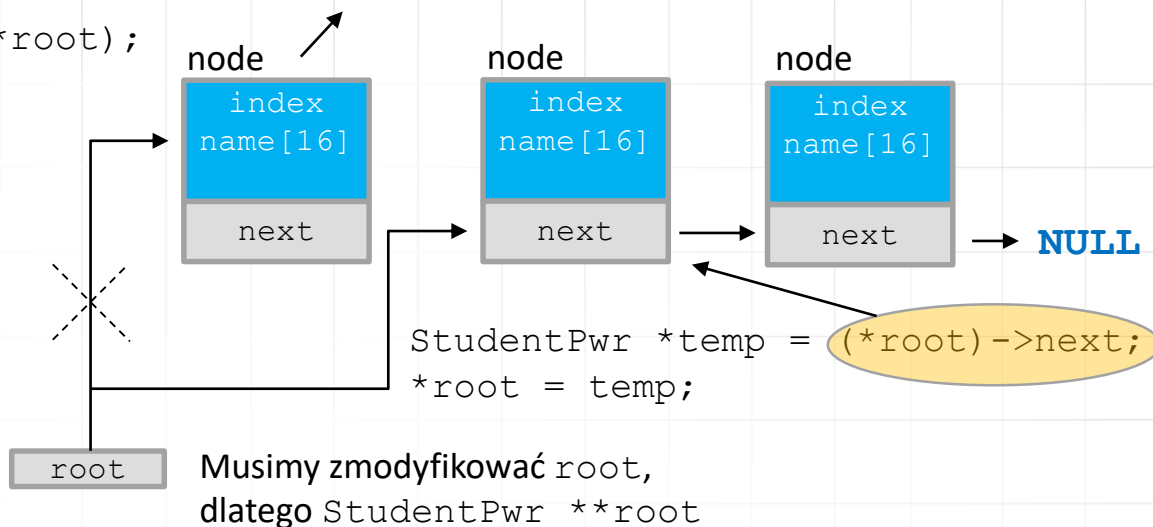 *root);
node node node
index index index
name[16] name[16] name[16]
next next next
NULL
StudentPwr *temp = (*root)->next;
*root = temp;
root
Musimy zmodyfikować root,
dlatego StudentPwr **root